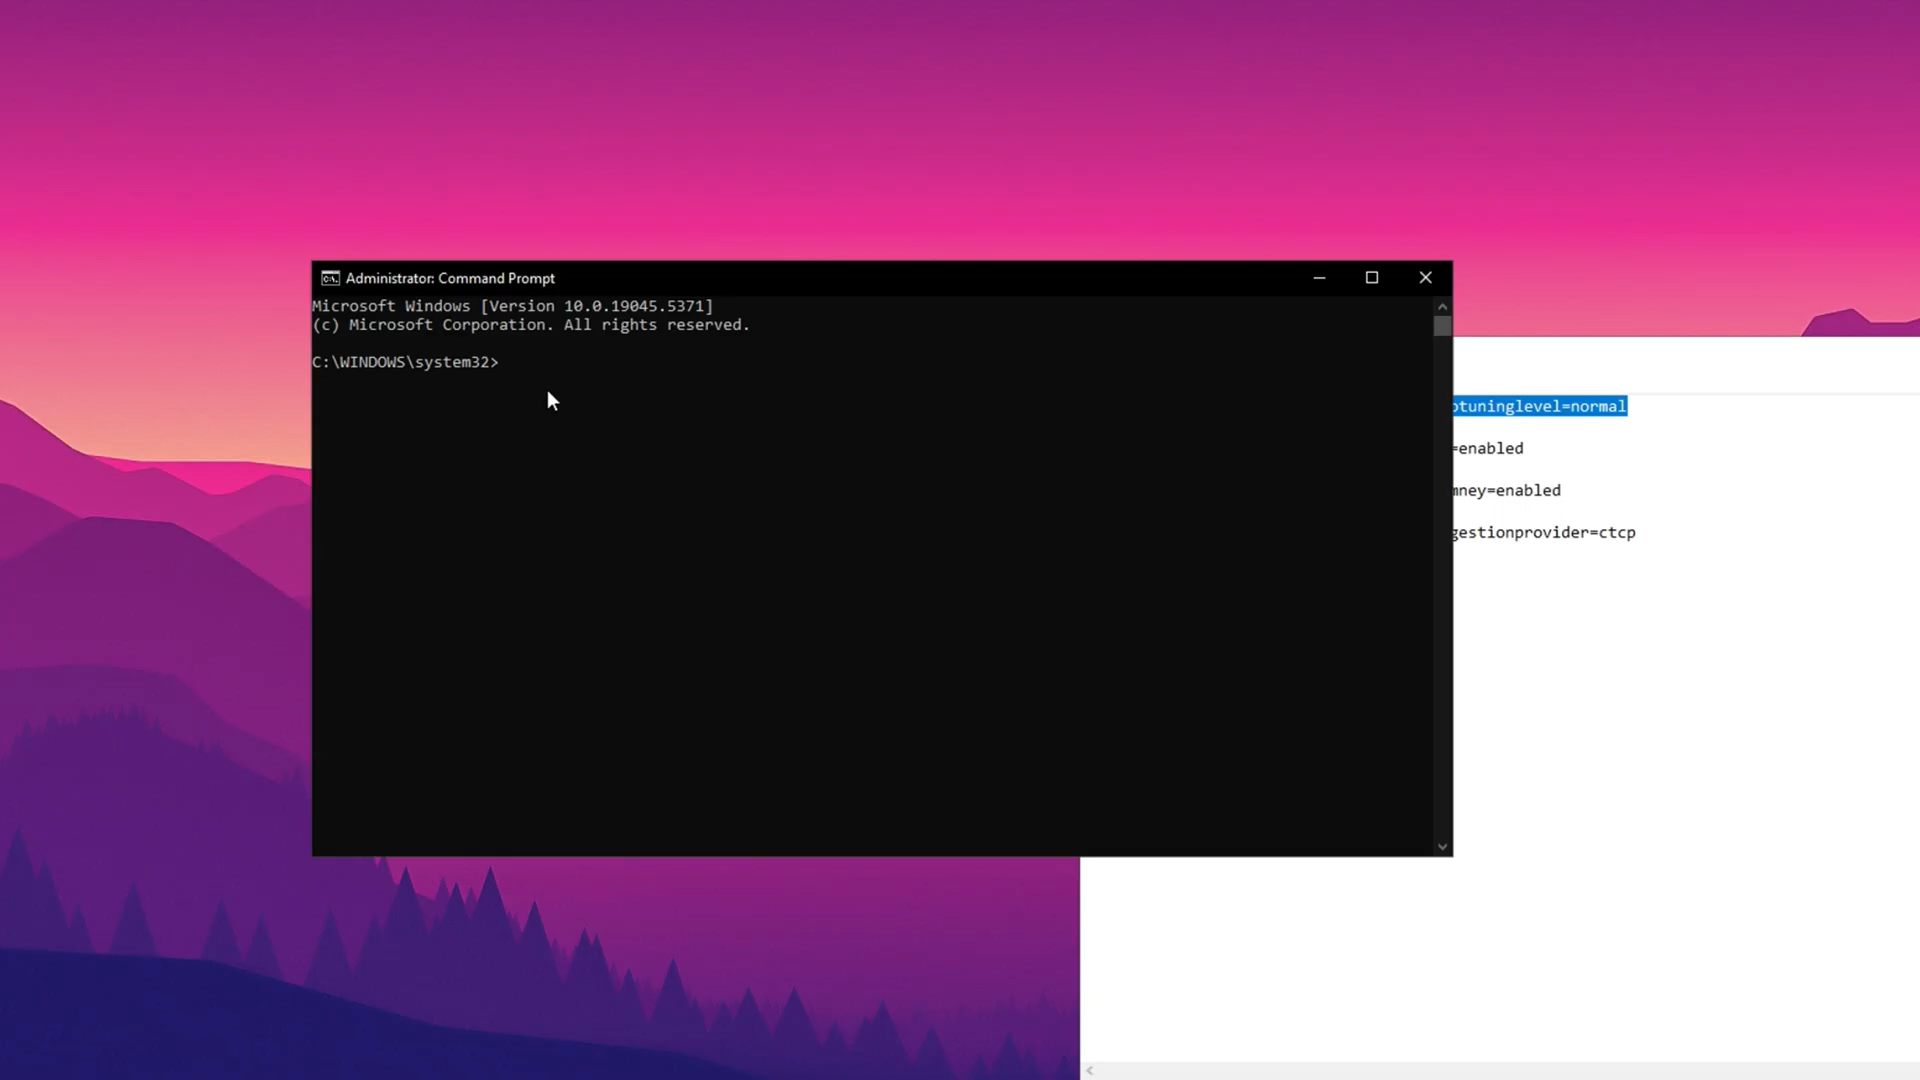 Administrator: Command Prompt
Microsoft Windows [Version 10.0.19045.5371]
(c) Microsoft Corporation. All rights reserved.
C:\WINDOWS\system32>
otuninglevel=normal
=enabled
mney=enabled
gestionprovider=ctcp